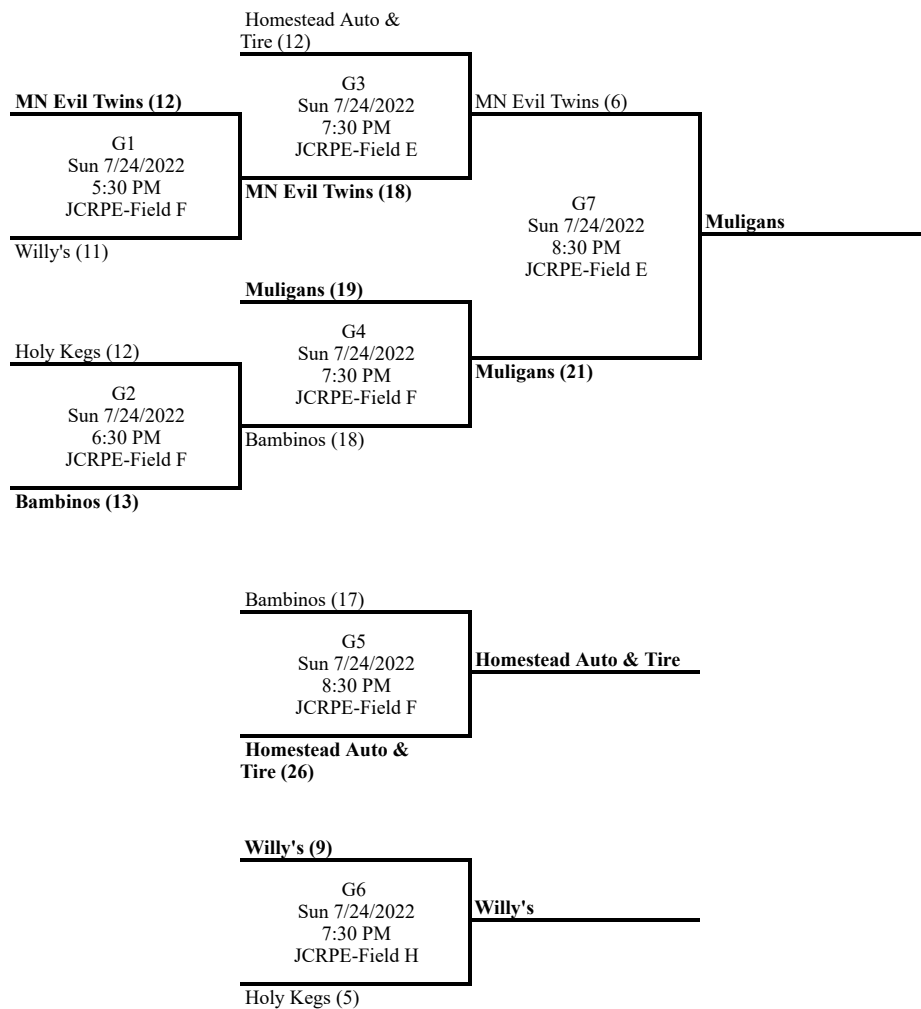 Homestead Auto &
Tire (12)
G3
Sun 7/24/2022
7:30 PM
JCRPE-Field E
MN Evil Twins (12)
G1
Sun 7/24/2022
5:30 PM
JCRPE-Field F
Willy's (11)
MN Evil Twins (18)
MN Evil Twins (6)
G7
Sun 7/24/2022
8:30 PM
JCRPE-Field E
Muligans
Muligans (19)
G4
Sun 7/24/2022
7:30 PM
JCRPE-Field F
Muligans (21)
Holy Kegs (12)
G2
Sun 7/24/2022
6:30 PM
JCRPE-Field F
Bambinos (18)
Bambinos (13)
Bambinos (17)
G5
Sun 7/24/2022
8:30 PM
JCRPE-Field F
Homestead Auto & Tire
Homestead Auto &
Tire (26)
Willy's (9)
G6
Sun 7/24/2022
7:30 PM
JCRPE-Field H
Willy's
Holy Kegs (5)